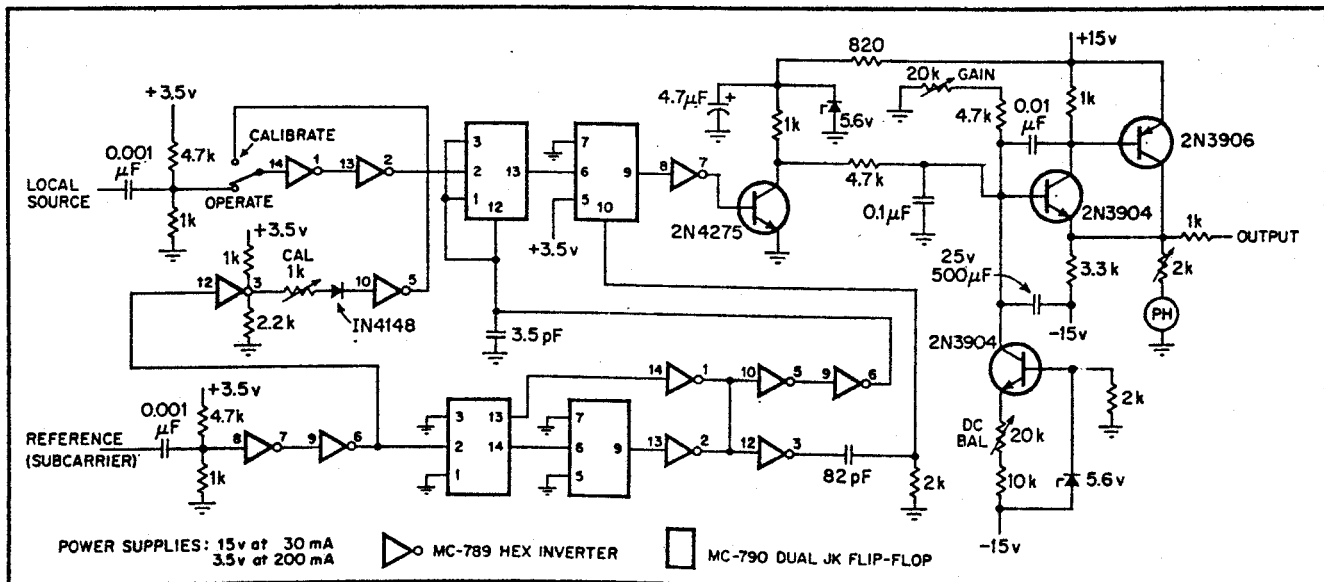 +3.5v
0.001
µF
4.7k
LOCAL
SOURCE
1k
CALIBRATE
OPERATE
14
1
13
2
3
2
1
13
12
7
6
5
9
10
+3.5v
8
7
4.7µF
+
1k
5.6v
820
20k
GAIN
4.7k
0.01
µF
+15v
1k
2N3906
2N4275
4.7k
0.1µF
2N3904
1k
OUTPUT
25v
500µF
3.3k
-15v
2k
PH
+3.5v
1k
CAL
1k
12
3
2.2k
IN4148
10
5
3.5pF
2N3904
2k
DC
BAL
20k
10k
5.6v
-15v
+3.5v
0.001
µF
4.7k
REFERENCE
(SUBCARRIER)
1k
8
7
9
6
3
2
1
13
14
7
6
5
9
14
1
10
5
9
6
13
2
12
3
82pF
2k
POWER SUPPLIES: 15v at 30 mA
3.5v at 200 mA
MC-789 HEX INVERTER
MC-790 DUAL JK FLIP-FLOP